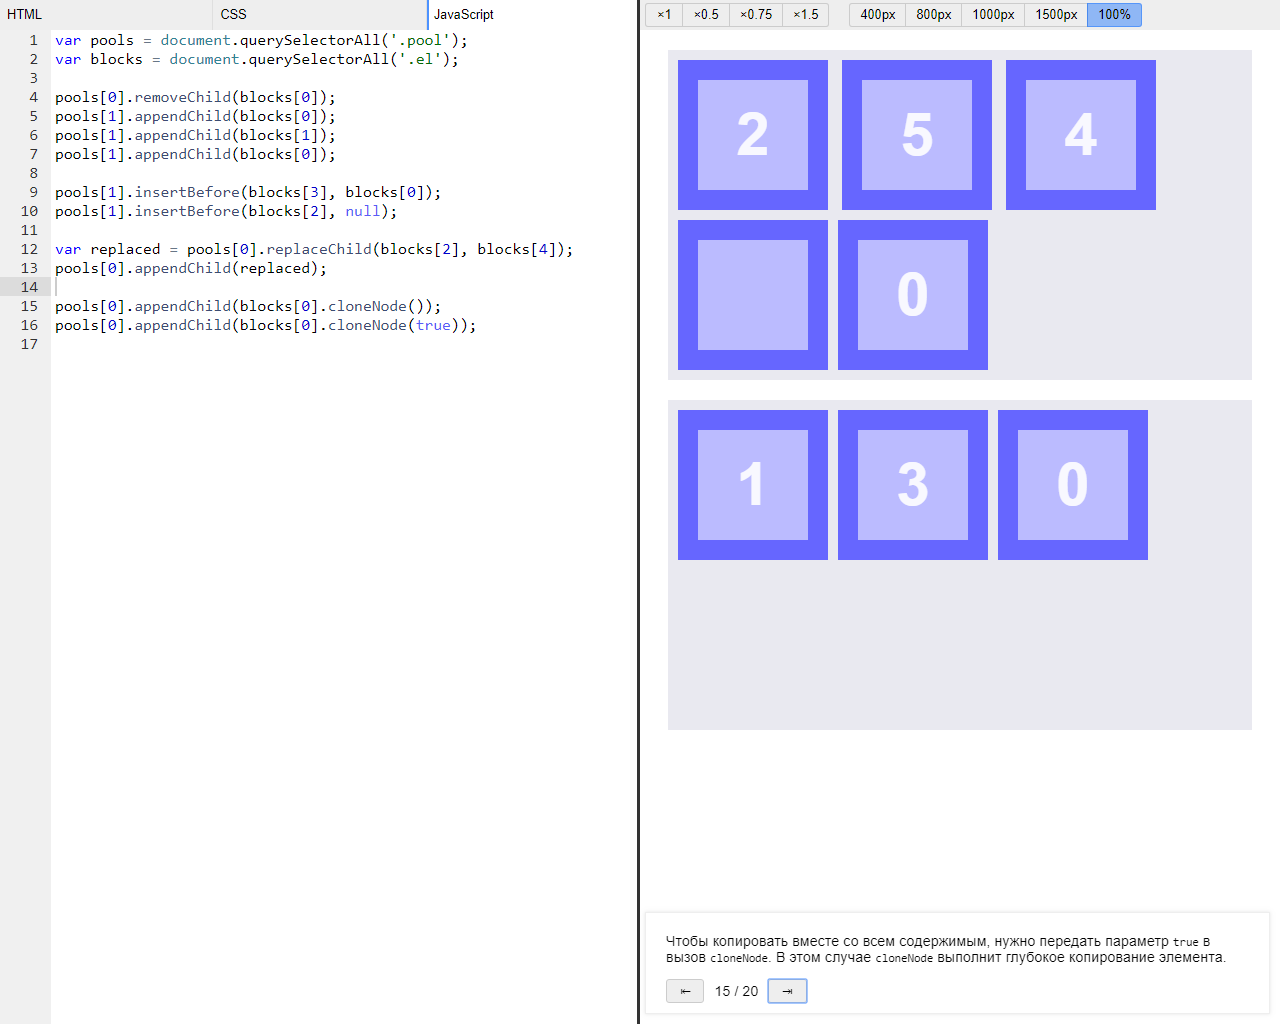 HTML
CSS
JavaScript
1 var pools = document.querySelectorAll('.pool');
2 var blocks = document.querySelectorAll('.el');
3
4 pools[0].removeChild(blocks[0]);
5 pools[1].appendChild(blocks[0]);
6 pools[1].appendChild(blocks[1]);
7 pools[1].appendChild(blocks[0]);
8
9 pools[1].insertBefore(blocks[3], blocks[0]);
10 pools[1].insertBefore(blocks[2], null);
11
12 var replaced = pools[0].replaceChild(blocks[2], blocks[4]);
13 pools[0].appendChild(replaced);
14
15 pools[0].appendChild(blocks[0].cloneNode());
16 pools[0].appendChild(blocks[0].cloneNode(true));
17
×1 ×0.5 ×0.75 ×1.5 400px 800px 1000px 1500px 100%
2 5 4
0
1 3 0
Чтобы копировать вместе со всем содержимым, нужно передать параметр true в
вызов cloneNode. В этом случае cloneNode выполнит глубокое копирование элемента.
⇤ 15 / 20 ⇥